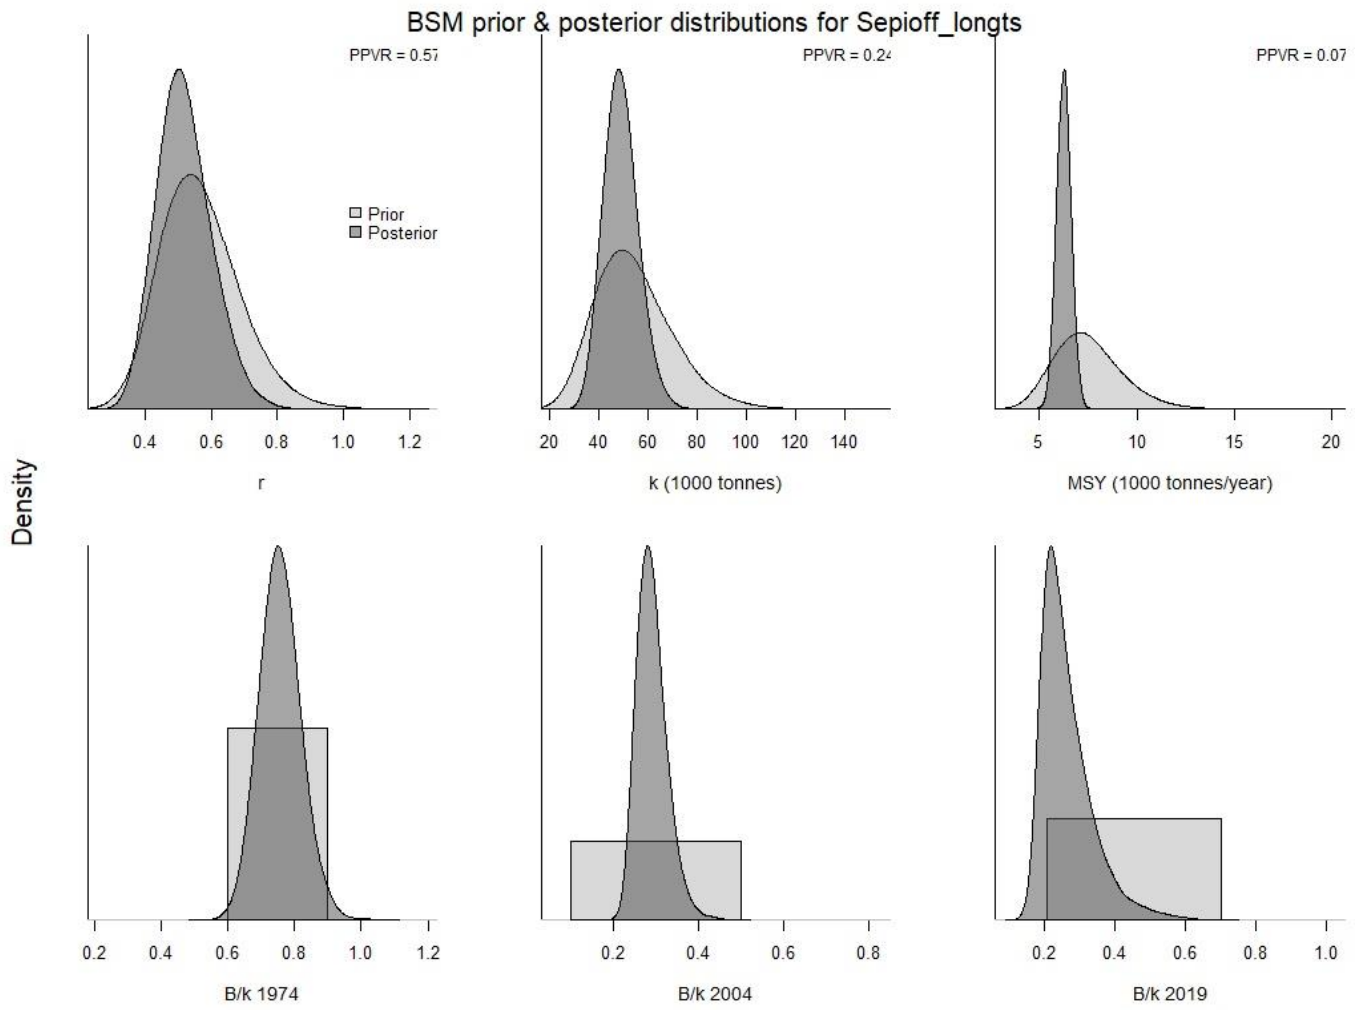 BSM prior & posterior distributions for Sepioff_longts
PPVR = 0.57
PPVR = 0.24
PPVR = 0.07
Prior
Posterior
0.4 0.6 0.8 1.0 1.2
20 40 60 80 100 120 140
5 10 15 20
r
k (1000 tonnes)
MSY (1000 tonnes/year)
Density
0.2 0.4 0.6 0.8 1.0 1.2
0.2 0.4 0.6 0.8
0.2 0.4 0.6 0.8 1.0
B/k 1974
B/k 2004
B/k 2019